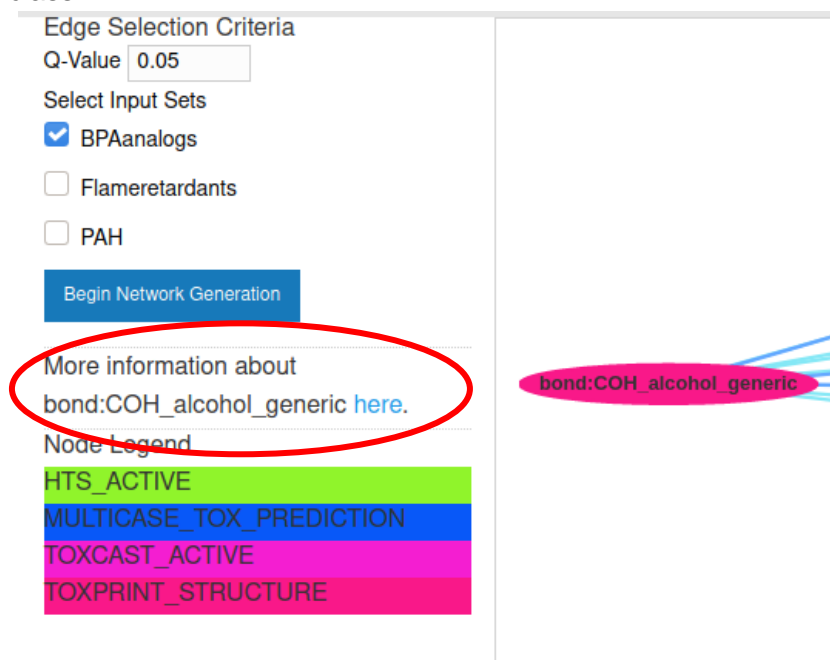 Edge Selection Criteria
Q-Value 0.05
Select Input Sets
BPAanalogs
Flameretardants
PAH
Begin Network Generation
More information about
bond:COH_alcohol_generic here.
Node Legend
HTS_ACTIVE
MULTICASE_TOX_PREDICTION
TOXCAST_ACTIVE
TOXPRINT_STRUCTURE
bond:COH_alcohol_generic